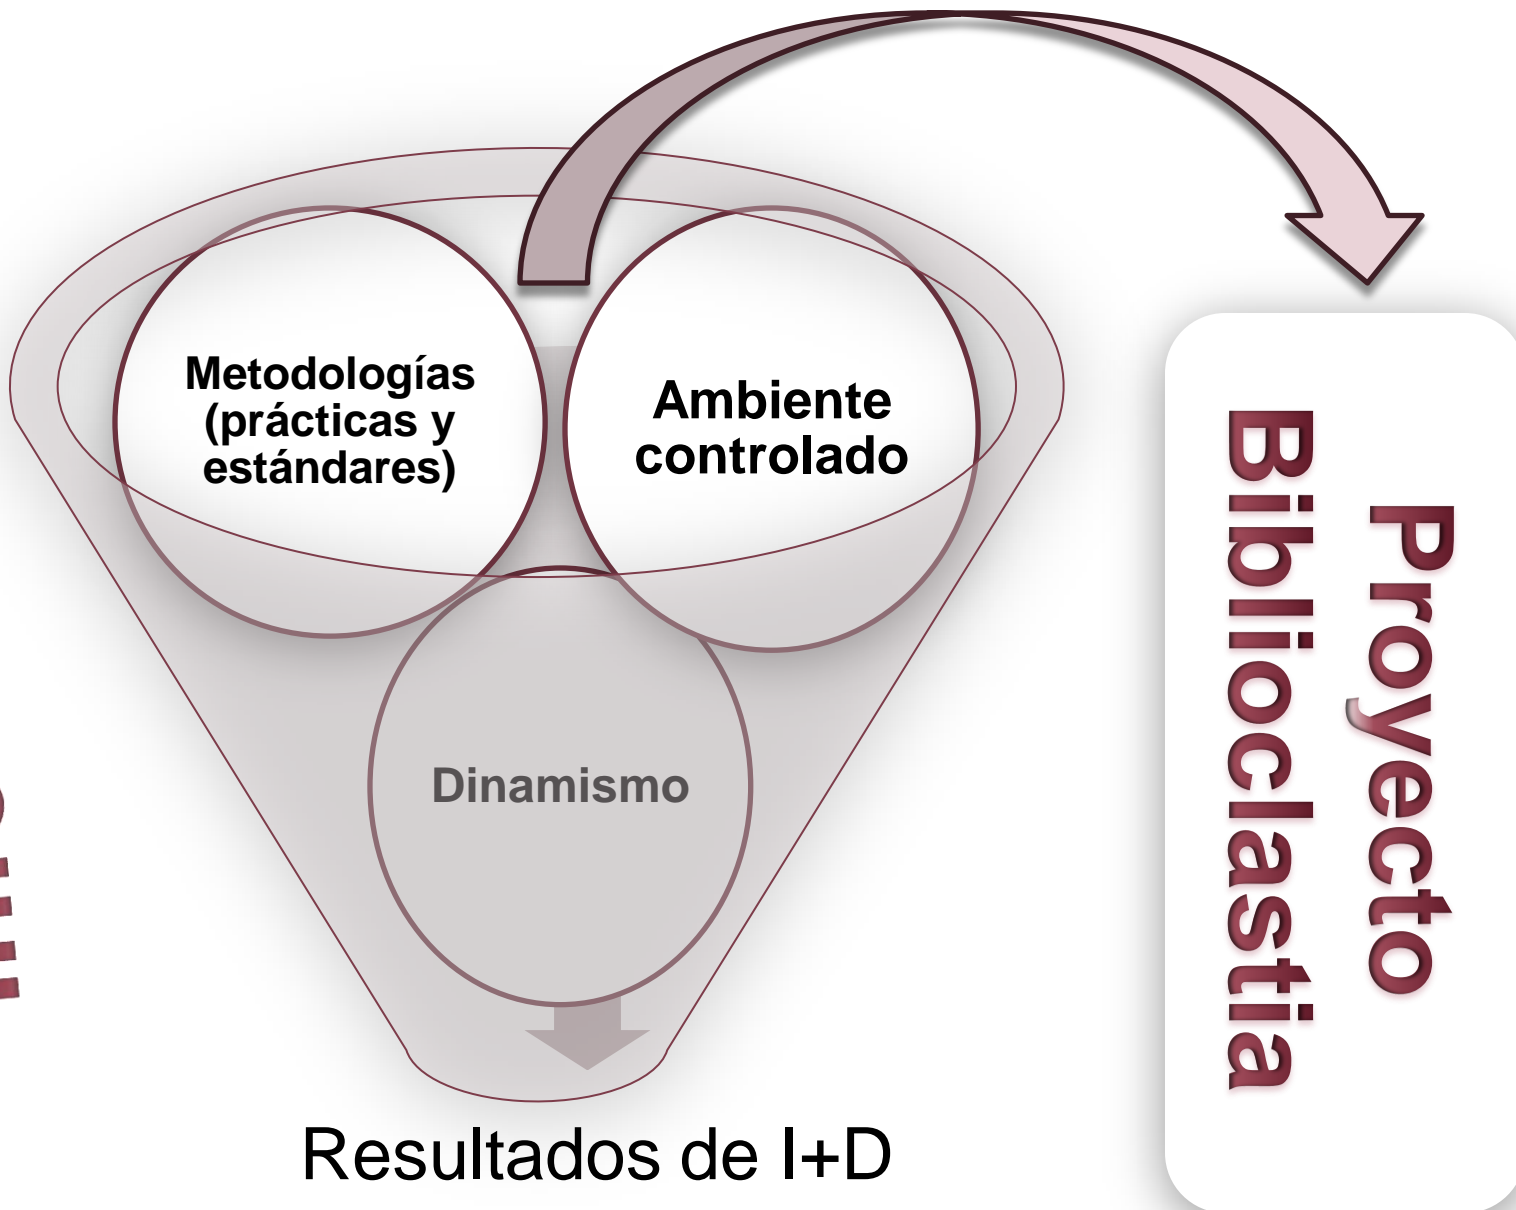 Metodologías
(prácticas y
estándares)
Ambiente
controlado
Dinamismo
Resultados de I+D
Proyecto
Biblioclastia